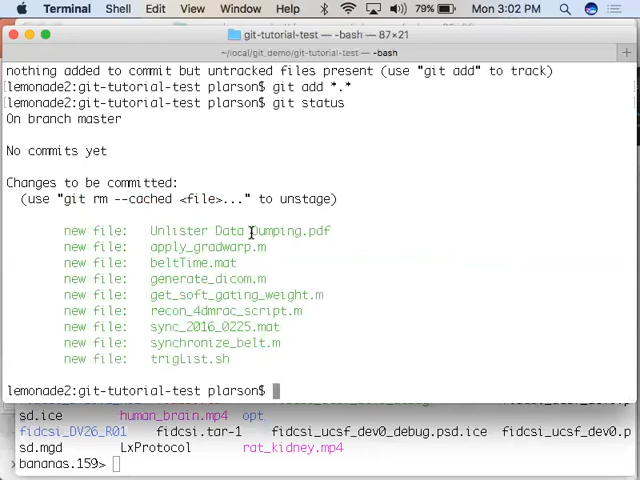 Terminal Shell Edit View Window Help 79% Mon 3:02 PM
git-tutorial-test — -bash — 87×21
~/local/git_demo/git-tutorial-test — -bash
nothing added to commit but untracked files present (use "git add" to track)
lemonade2:git-tutorial-test plarson$ git add *.*
lemonade2:git-tutorial-test plarson$ git status
On branch master
No commits yet
Changes to be committed:
(use "git rm --cached <file>..." to unstage)
new file: Unlister Data Dumping.pdf
new file: apply_gradwarp.m
new file: beltTime.mat
new file: generate_dicom.m
new file: get_soft_gating_weight.m
new file: recon_4dmrac_script.m
new file: sync_2016_0225.mat
new file: synchronize_belt.m
new file: trigList.sh
lemonade2:git-tutorial-test plarson$
sd.ice human_brain.mp4 opt
fidcsi_DV26_R01 fidcsi.tar-1 fidcsi_ucsf_dev0_debug.psd.ice fidcsi_ucsf_dev0.p
sd.mgd LxProtocol rat_kidney.mp4
bananas.159>